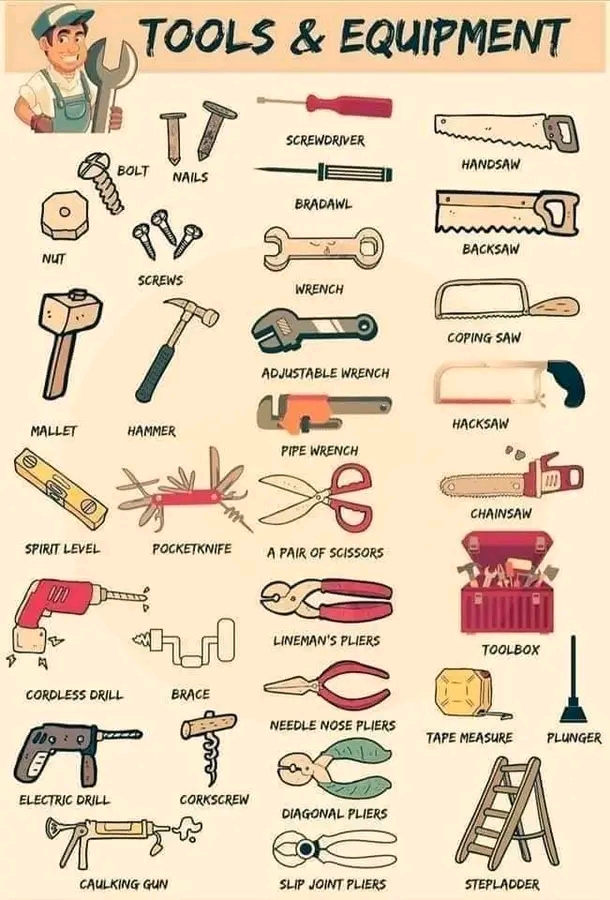 TOOLS & EQUIPMENT
BOLT
NAILS
NUT
SCREWS
MALLET
HAMMER
SPIRIT LEVEL
POCKETKNIFE
CORDLESS DRILL
BRACE
ELECTRIC DRILL
CORKSCREW
CAULKING GUN
SCREWDRIVER
BRADAWL
WRENCH
ADJUSTABLE WRENCH
PIPE WRENCH
A PAIR OF SCISSORS
LINEMAN'S PLIERS
NEEDLE NOSE PLIERS
DIAGONAL PLIERS
SLIP JOINT PLIERS
HANDSAW
BACKSAW
COPING SAW
HACKSAW
CHAINSAW
TOOLBOX
TAPE MEASURE
PLUNGER
STEPLADDER